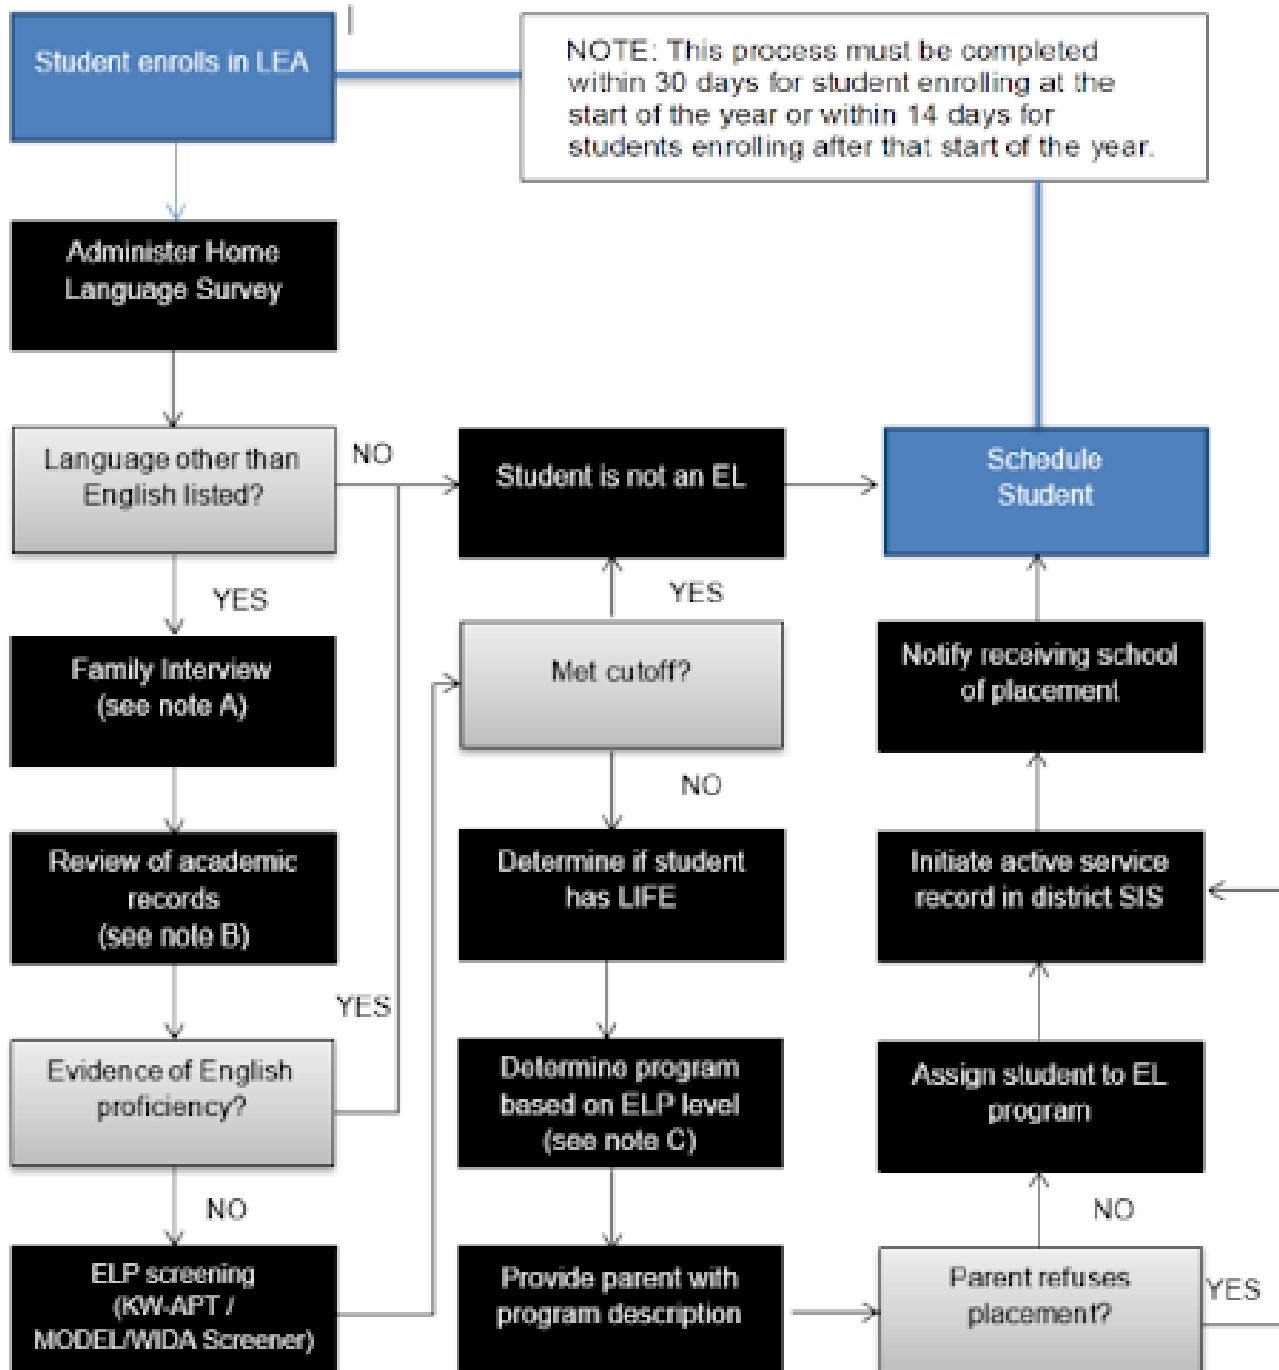 Student enrolls in LEA
NOTE: This process must be completed
within 30 days for student enrolling at the
start of the year or within 14 days for
students enrolling after that start of the year.
Administer Home
Language Survey
Language other than
English listed?
NO
Student is not an EL
Schedule
Student
YES
YES
Family Interview
(see note A)
Met cutoff?
Notify receiving school
of placement
NO
Review of academic
records
(see note B)
Determine if student
has LIFE
Initiate active service
record in district SIS
YES
Evidence of English
proficiency?
Determine program
based on ELP level
(see note C)
Assign student to EL
program
NO
NO
ELP screening
(KW-APT /
MODEL/WIDA Screener)
Provide parent with
program description
Parent refuses
placement?
YES